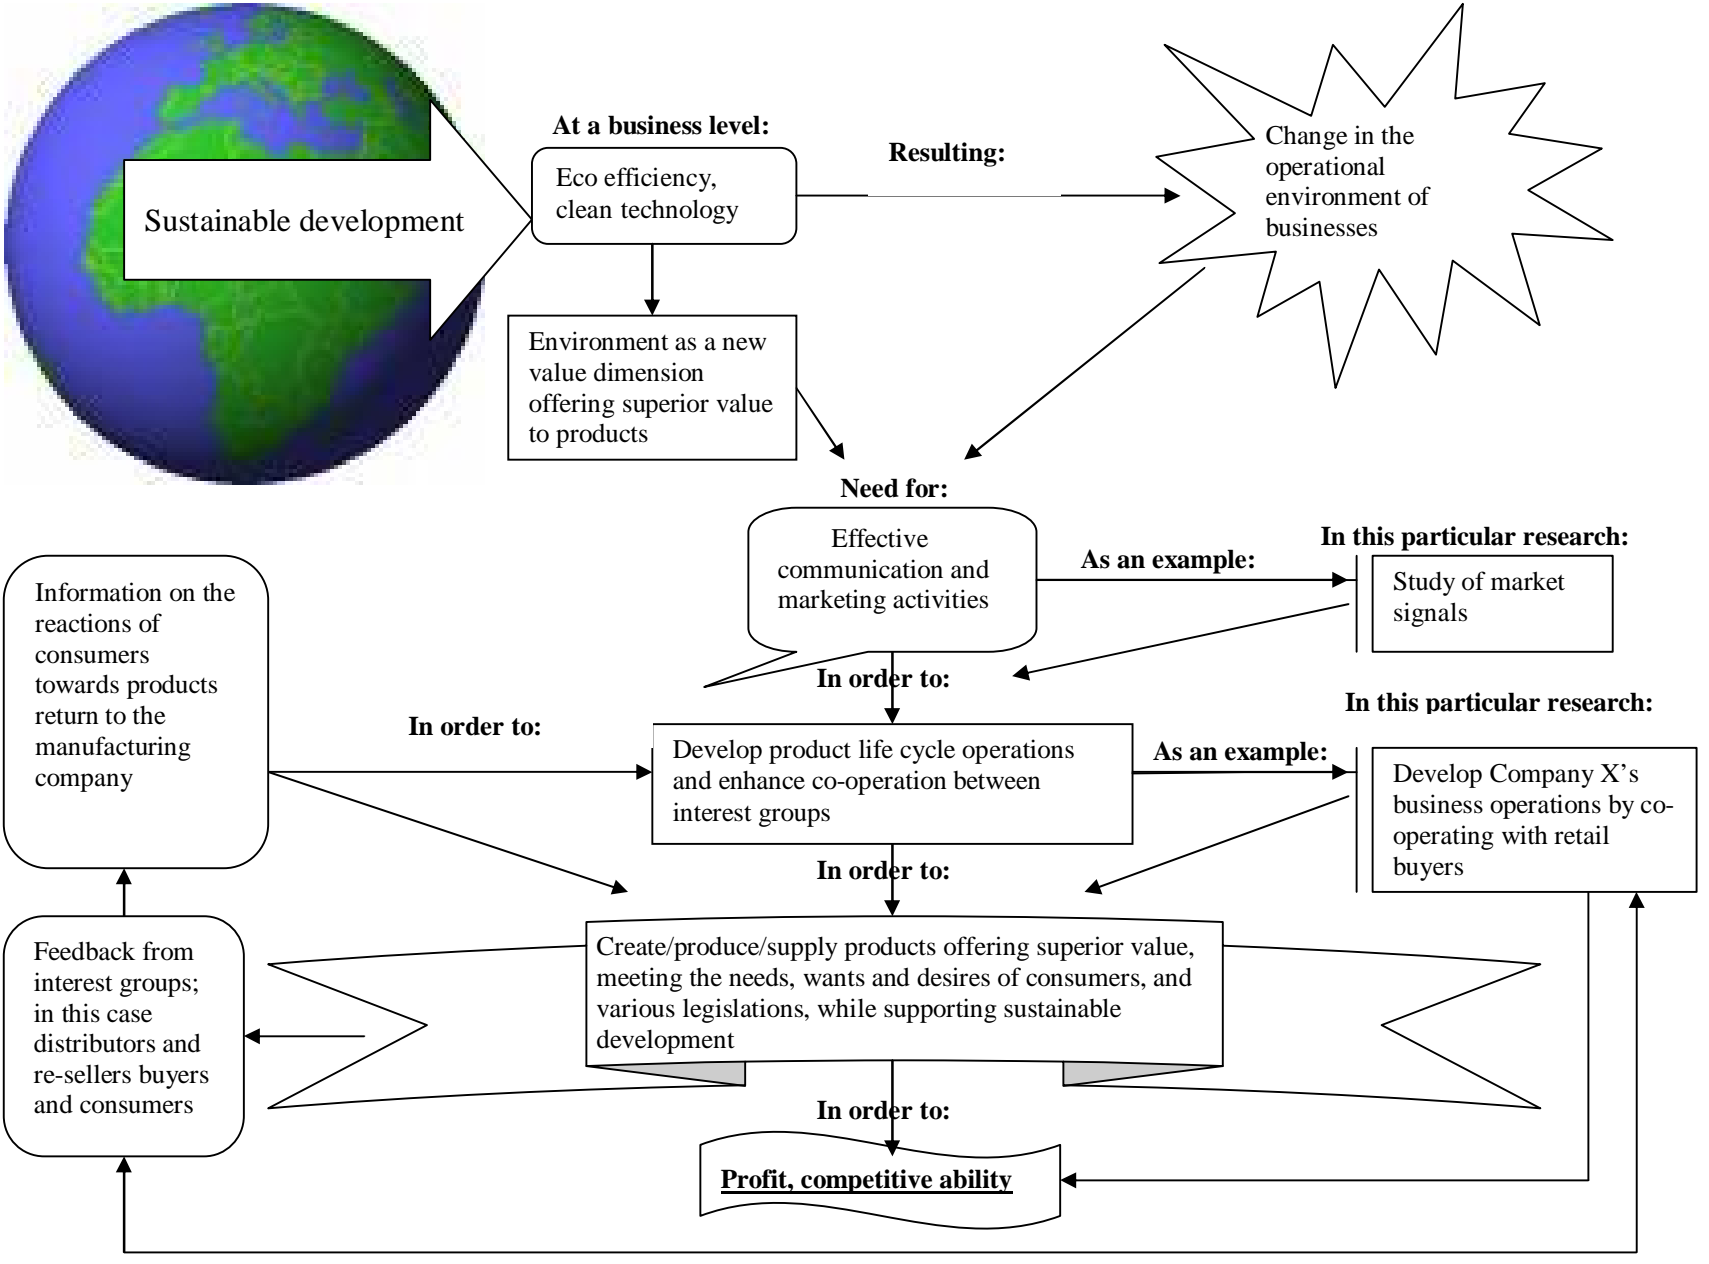 At a business level:
Eco efficiency,
clean technology
Resulting:
Change in the
operational
environment of
businesses
Sustainable development
Environment as a new
value dimension
offering superior value
to products
Need for:
Effective
communication and
marketing activities
As an example:
In this particular research:
Study of market
signals
Information on the
reactions of
consumers
towards products
return to the
manufacturing
company
In order to:
In order to:
Develop product life cycle operations
and enhance co-operation between
interest groups
As an example:
In this particular research:
Develop Company X’s
business operations by co-
operating with retail
buyers
In order to:
Feedback from
interest groups;
in this case
distributors and
re-sellers buyers
and consumers
Create/produce/supply products offering superior value,
meeting the needs, wants and desires of consumers, and
various legislations, while supporting sustainable
development
In order to:
Profit, competitive ability